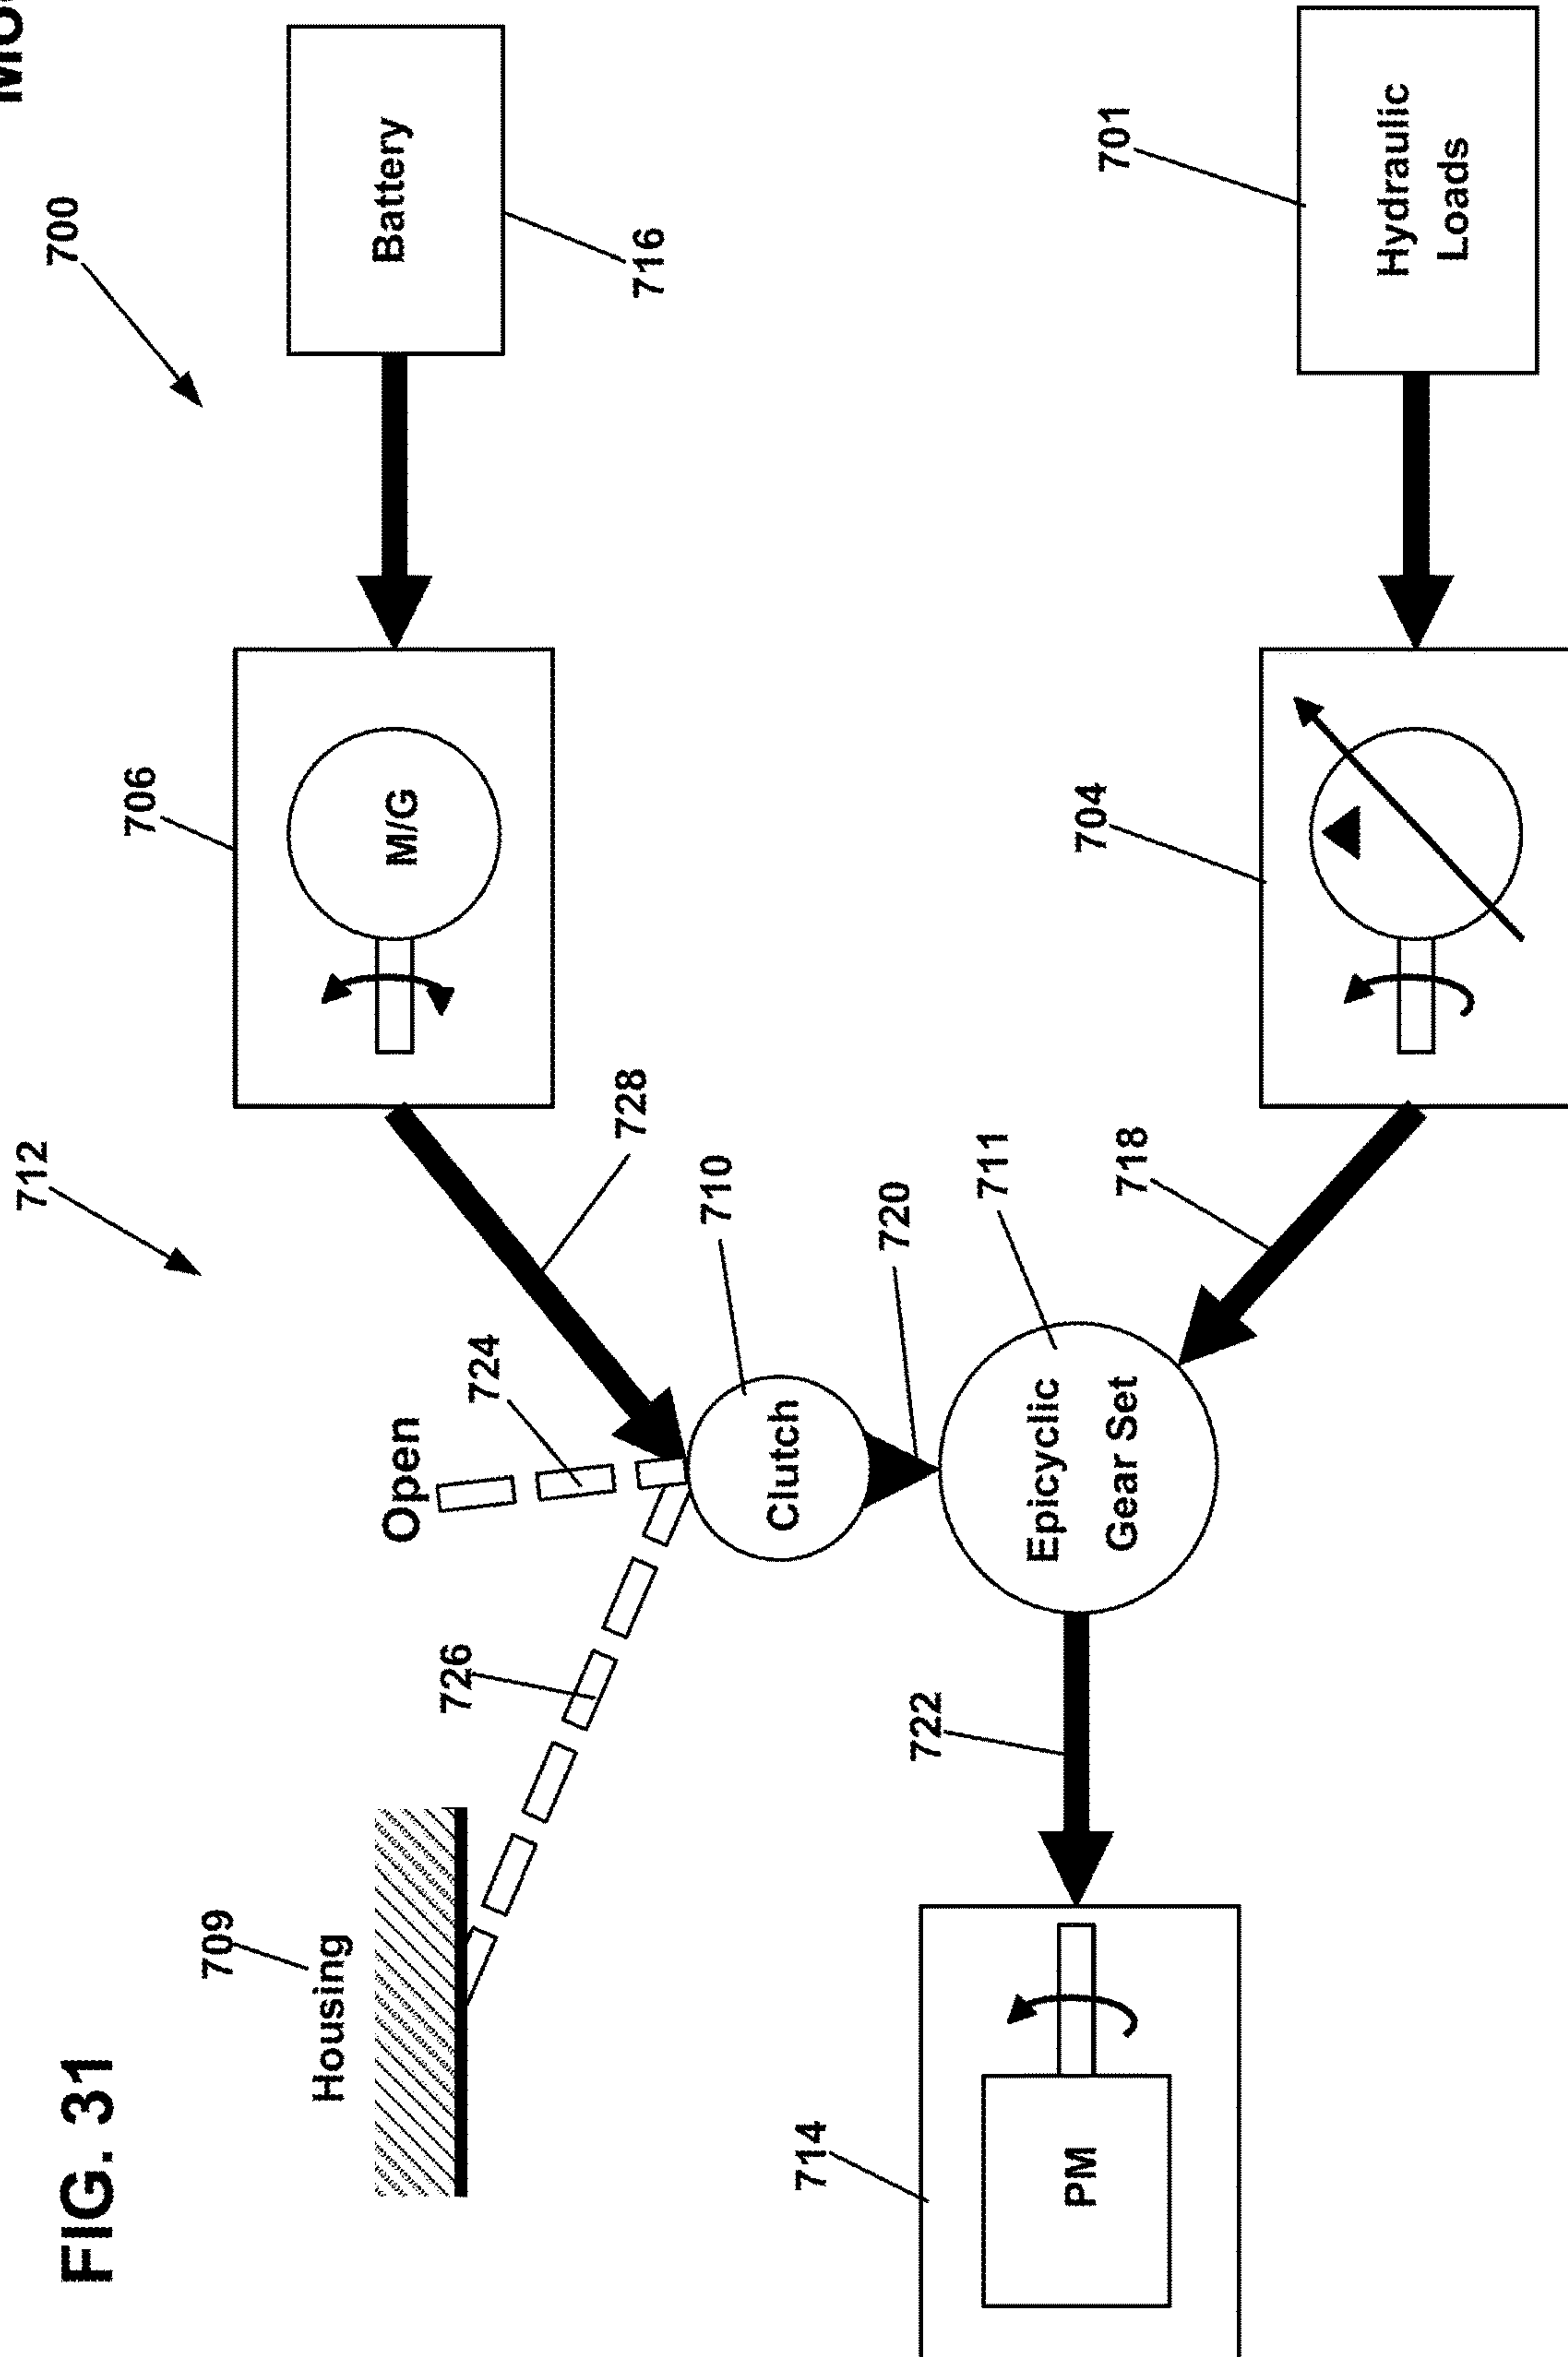 FIG. 31
712
700
706
709
Housing
Open
M/G
Battery
726
724
728
716
710
Clutch
714
720
722
711
Epicyclic
Gear Set
PM
704
701
718
Hydraulic
Loads